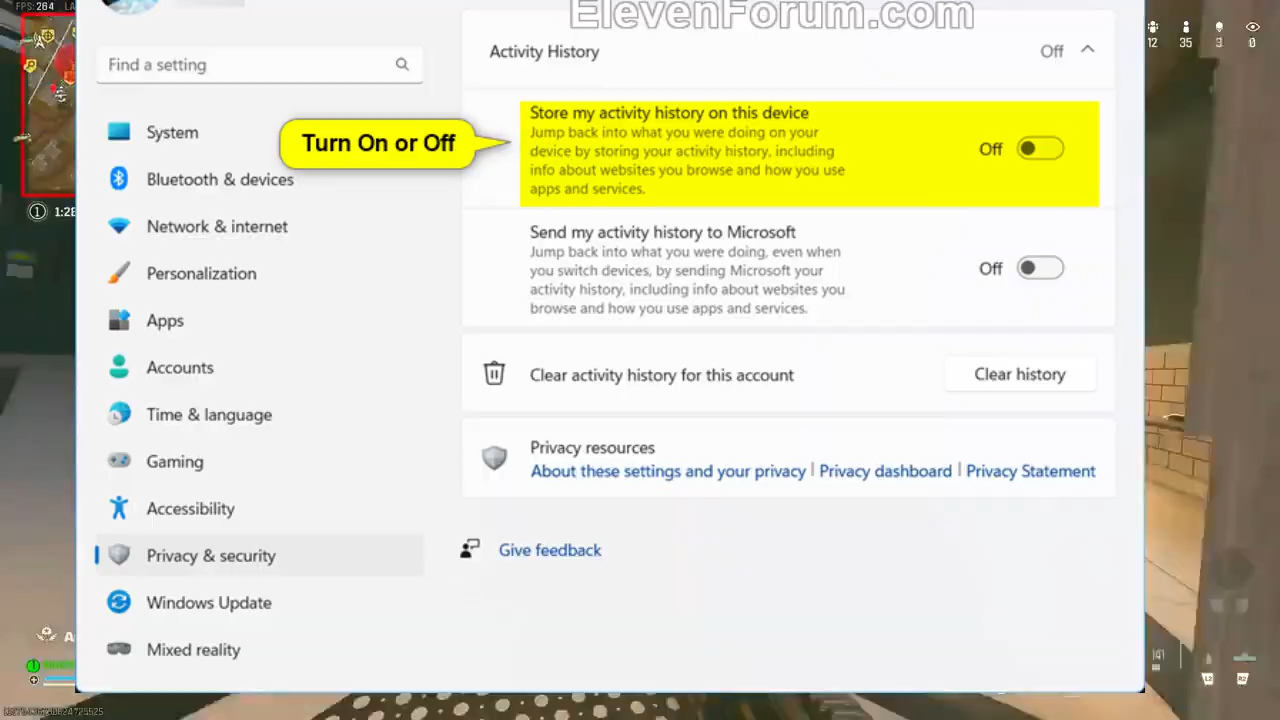 FPS: 264
ElevenForum.com
12 35 3 0
Activity History
Off
Find a setting
Store my activity history on this device
Jump back into what you were doing on your
device by storing your activity history, including
info about websites you browse and how you use
apps and services.
Off
Turn On or Off
System
Bluetooth & devices
1
1:28
Network & internet
Send my activity history to Microsoft
Jump back into what you were doing, even when
you switch devices, by sending Microsoft your
activity history, including info about websites you
browse and how you use apps and services.
Off
Personalization
Apps
Accounts
Clear activity history for this account
Clear history
Time & language
Privacy resources
About these settings and your privacy | Privacy dashboard | Privacy Statement
Gaming
Accessibility
Give feedback
Privacy & security
Windows Update
Mixed reality
141
L2 R2